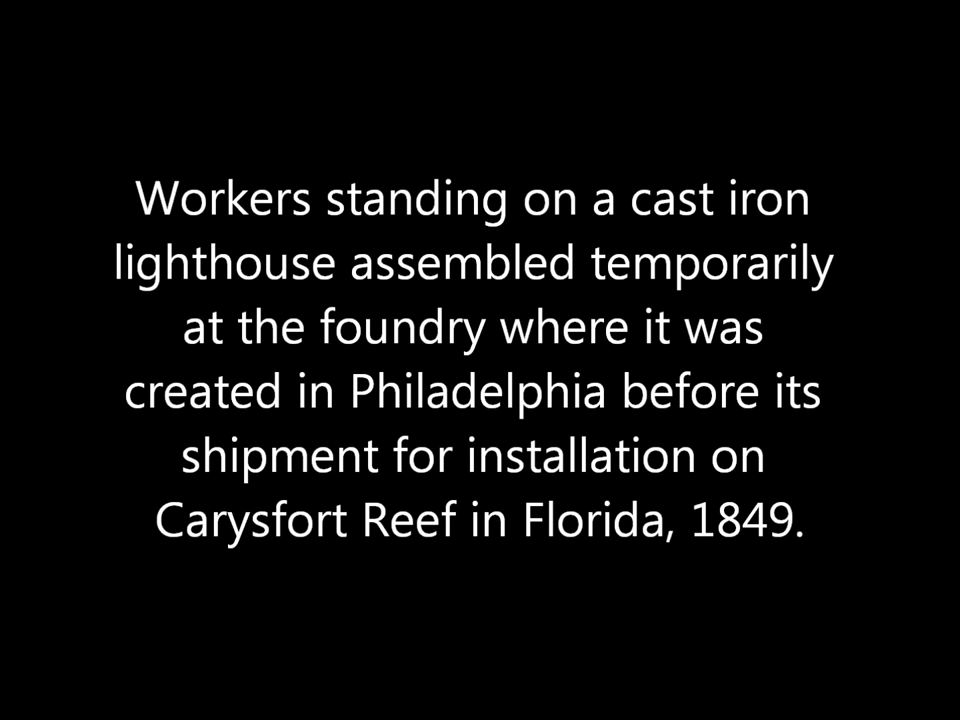 Workers standing on a cast iron
lighthouse assembled temporarily
at the foundry where it was
created in Philadelphia before its
shipment for installation on
Carysfort Reef in Florida, 1849.